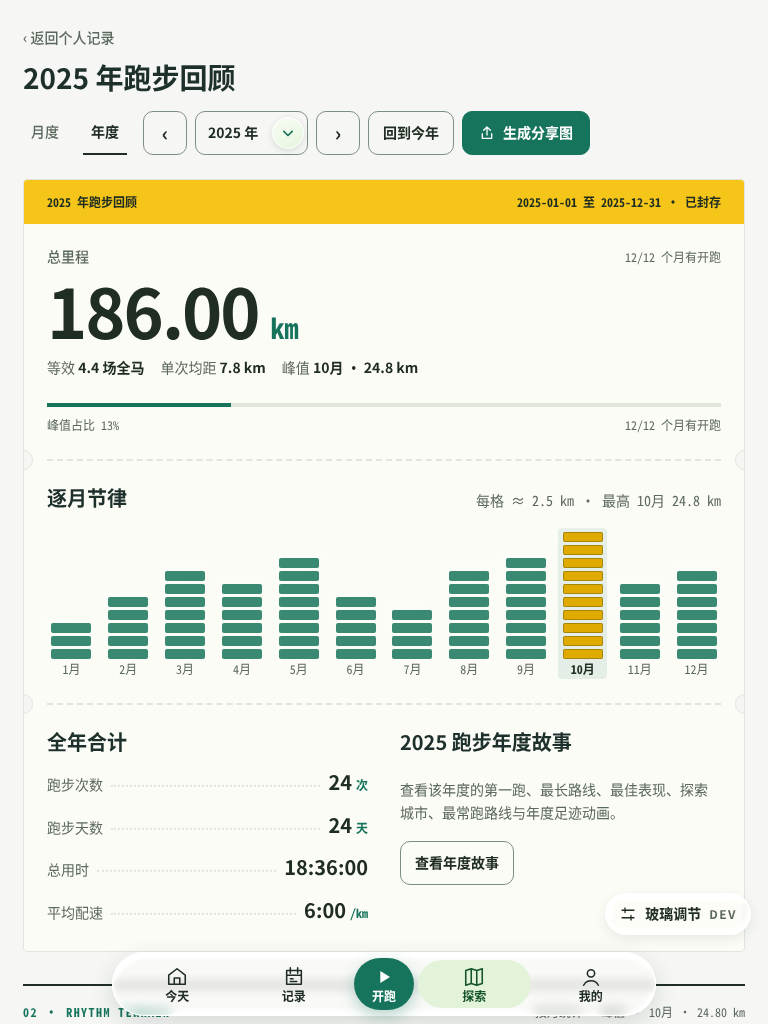 ‹ 返回个人记录
2025 年跑步回顾
月度 年度 ‹ 2025 年 › 回到今年 生成分享图
2025 年跑步回顾 2025-01-01 至 2025-12-31 • 已封存
总里程 12/12 个月有开跑
186.00 km
等效 4.4 场全马 单次均距 7.8 km 峰值 10月 • 24.8 km
峰值占比 13% 12/12 个月有开跑
逐月节律 每格 ≈ 2.5 km • 最高 10月 24.8 km
1月 2月 3月 4月 5月 6月 7月 8月 9月 10月 11月 12月
全年合计
跑步次数 24 次
跑步天数 24 天
总用时 18:36:00
平均配速 6:00 /km
2025 跑步年度故事
查看该年度的第一跑、最长路线、最佳表现、探索
城市、最常跑路线与年度足迹动画。
查看年度故事
玻璃调节 DEV
今天 记录 开跑 探索 我的
02 • RHYTHM 10月 • 24.80 km